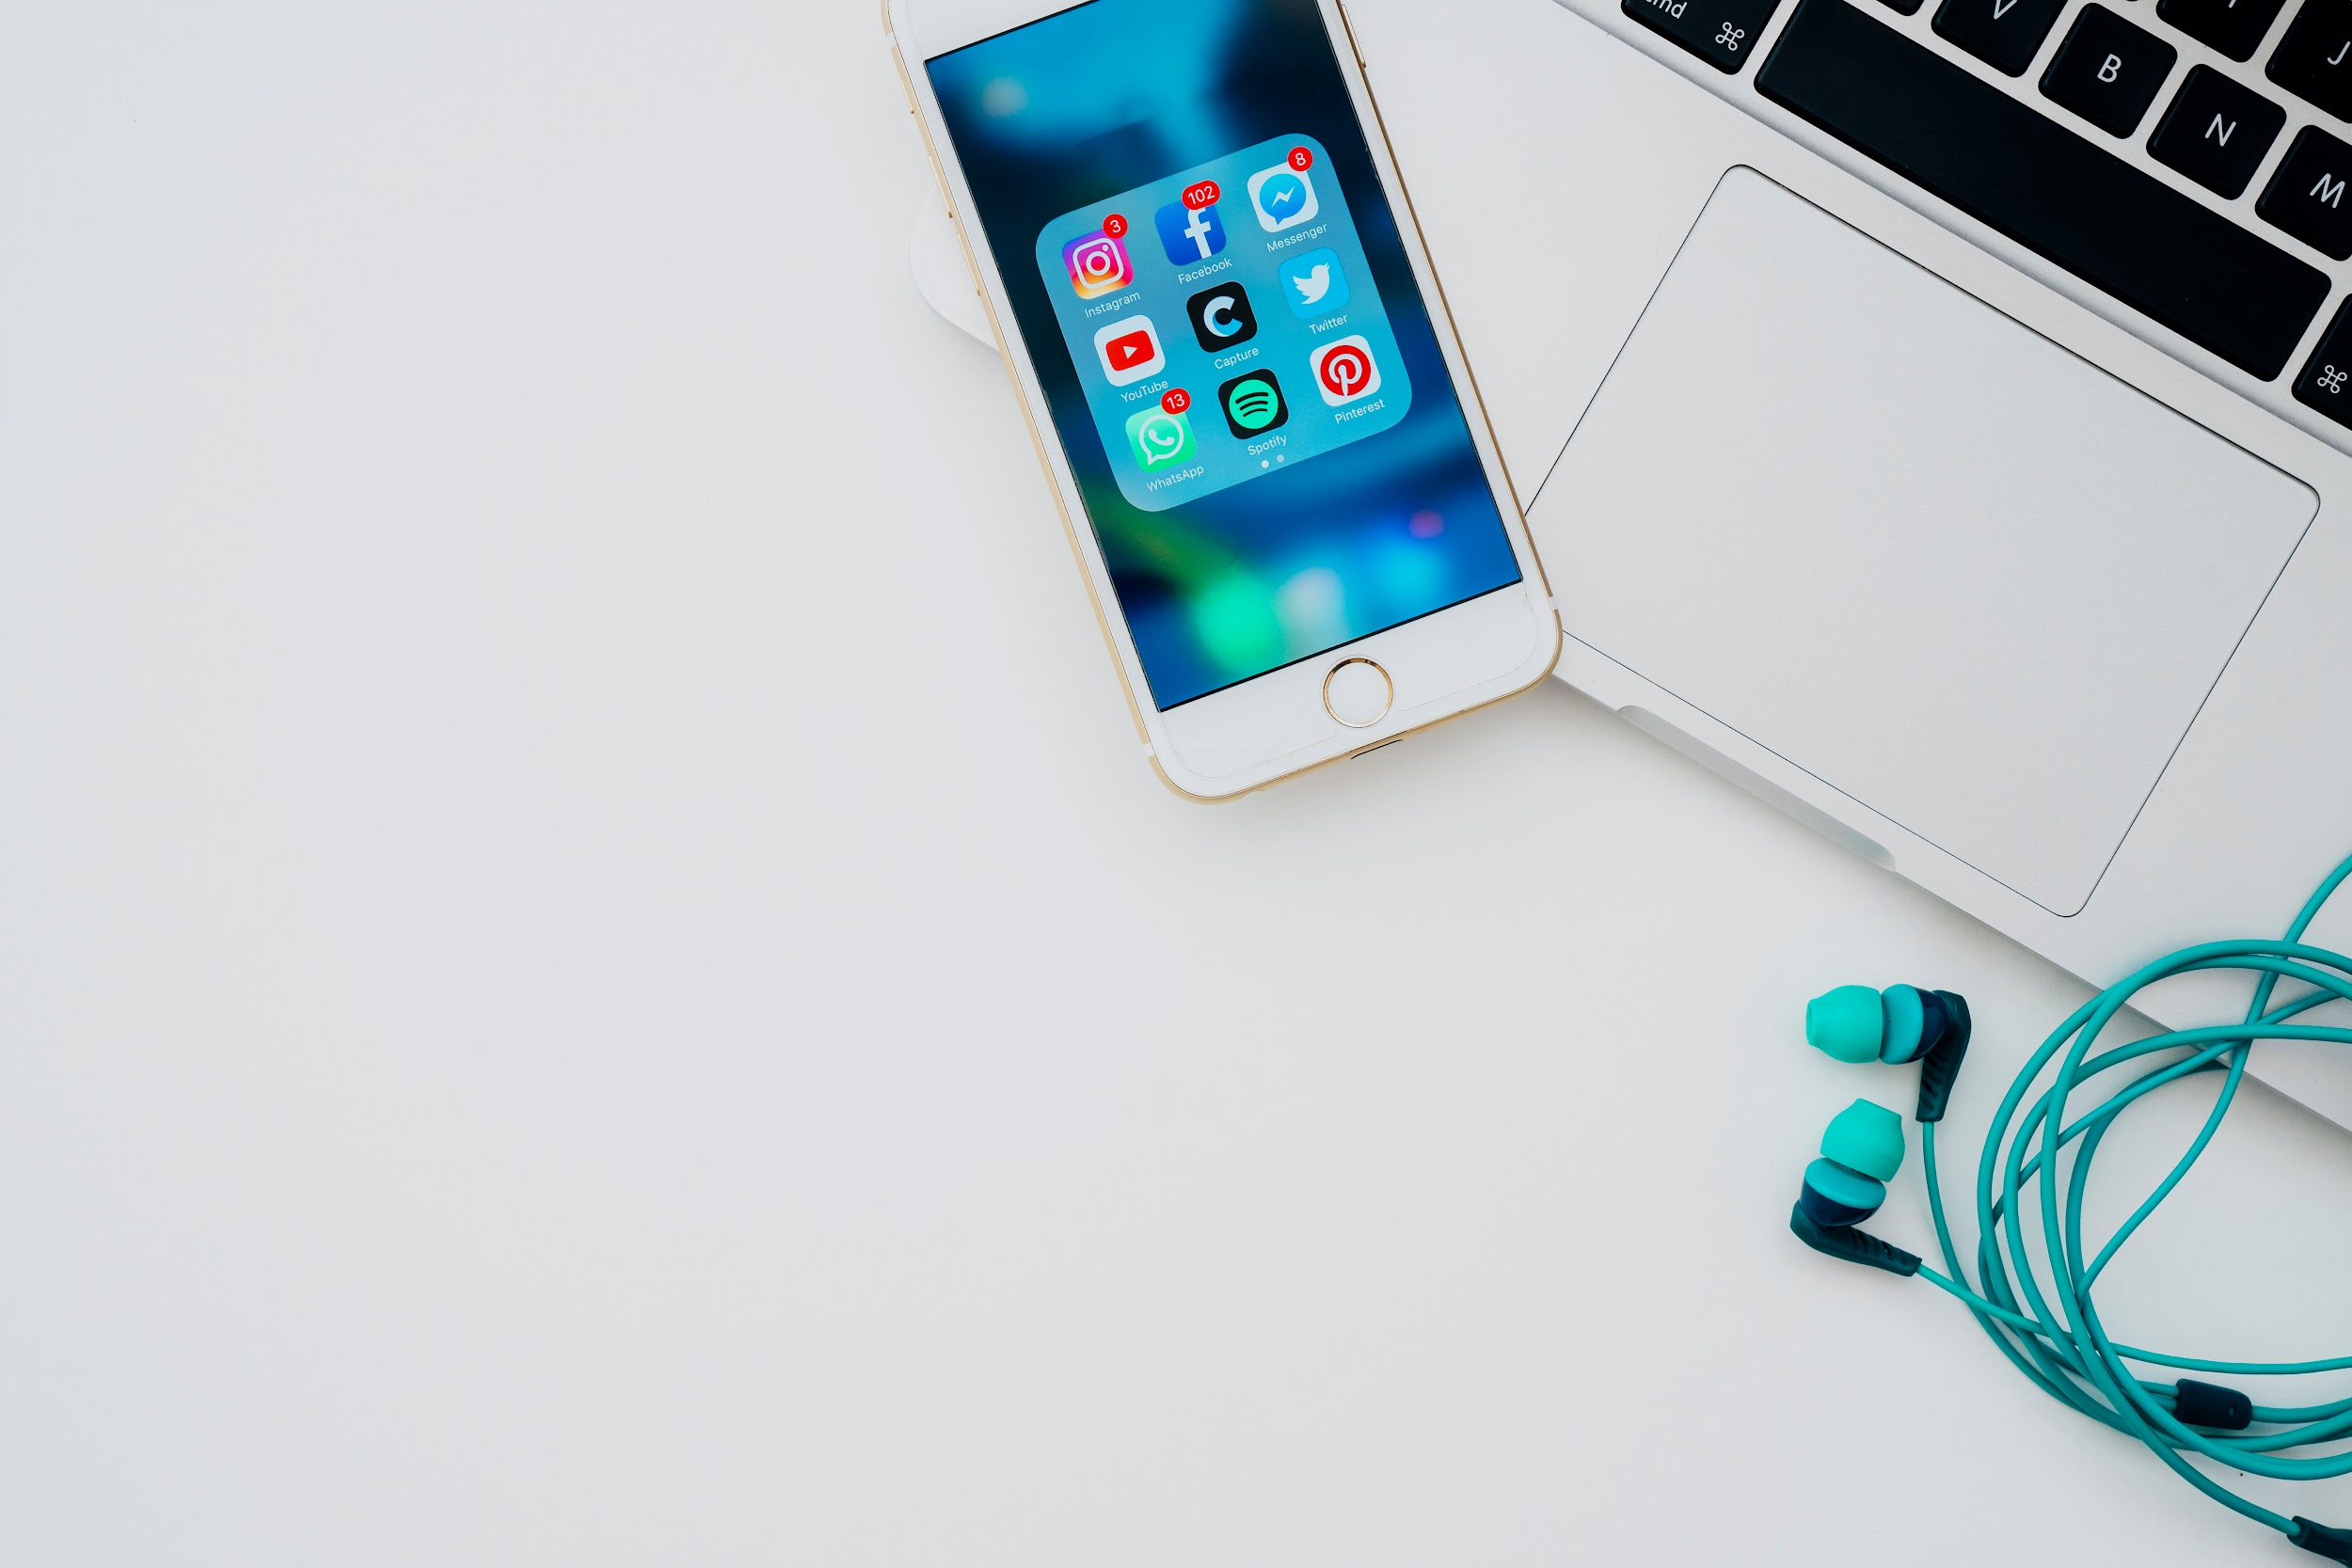 3
102
8
Instagram
Facebook
Messenger
YouTube
Capture
Twitter
13
WhatsApp
Spotify
Pinterest
⌘
V
B
N
M
J
⌘